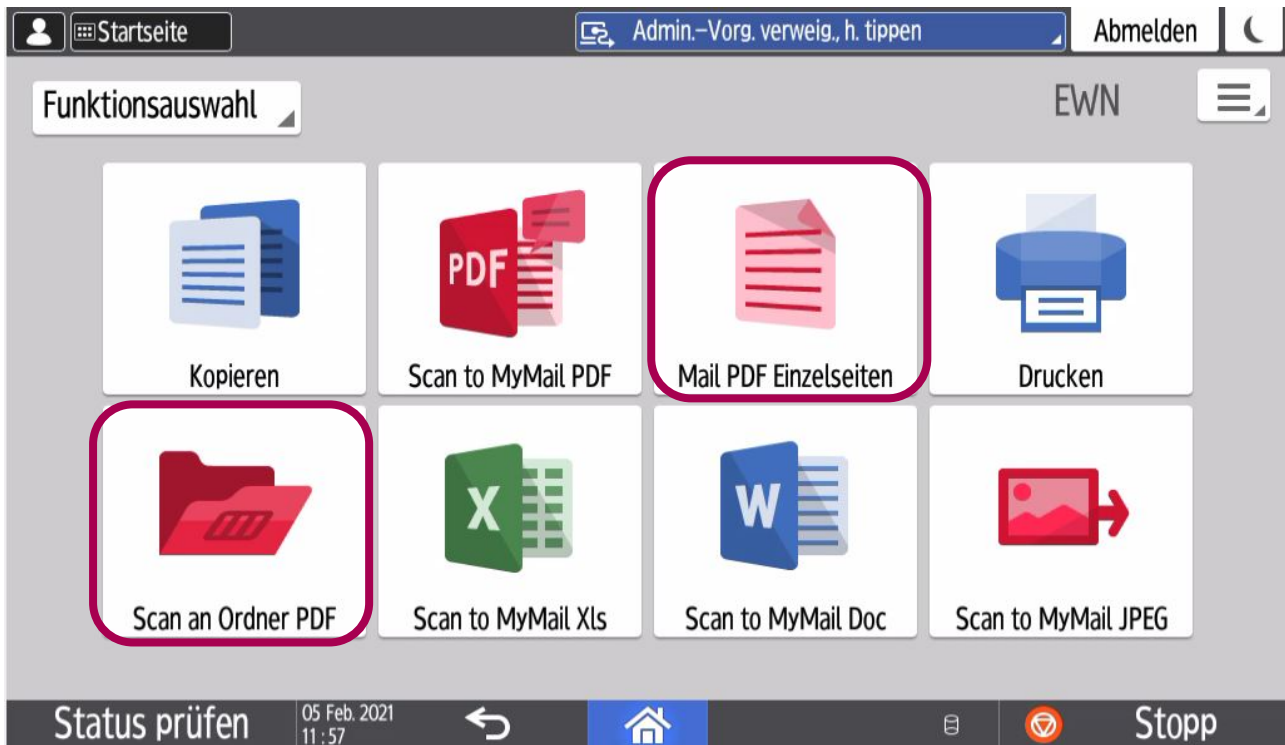 Startseite
Admin.-Vorg. verweig., h. tippen
Abmelden
Funktionsauswahl
EWN
PDF
Kopieren
Scan to MyMail PDF
Mail PDF Einzelseiten
Drucken
X
W
Scan an Ordner PDF
Scan to MyMail Xls
Scan to MyMail Doc
Scan to MyMail JPEG
Status prüfen
05 Feb. 2021
11 : 57
Stopp